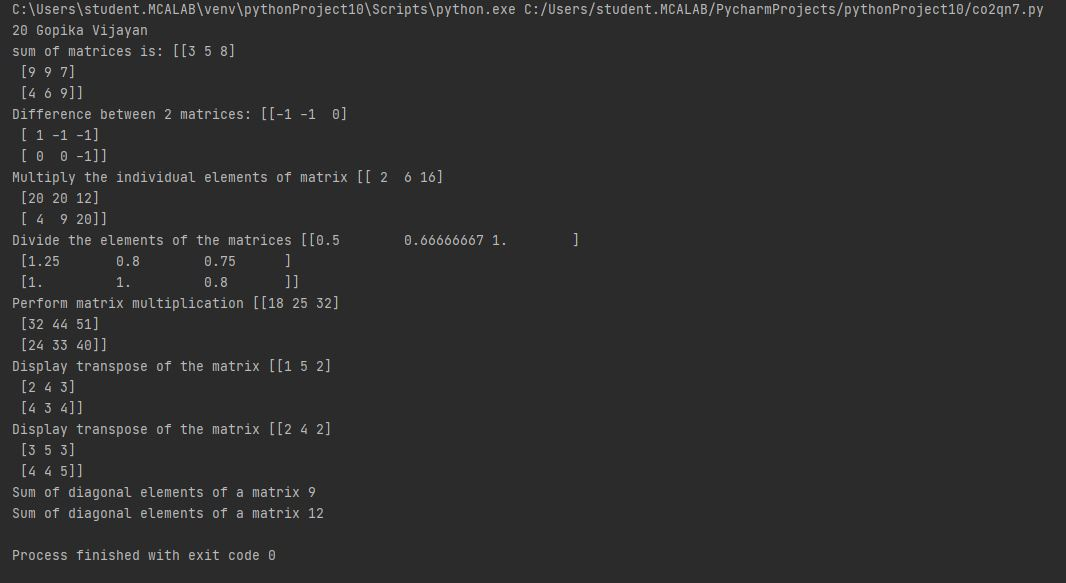 C:\Users\student.MCALAB\venv\pythonProject10\Scripts\python.exe C:/Users/student.MCALAB/PycharmProjects/pythonProject10/co2qn7.py
20 Gopika Vijayan
sum of matrices is: [[3 5 8]
 [9 9 7]
 [4 6 9]]
Difference between 2 matrices: [[-1 -1  0]
 [ 1 -1 -1]
 [ 0  0 -1]]
Multiply the individual elements of matrix [[ 2  6 16]
 [20 20 12]
 [ 4  9 20]]
Divide the elements of the matrices [[0.5        0.66666667 1.        ]
 [1.25       0.8        0.75      ]
 [1.         1.         0.8       ]]
Perform matrix multiplication [[18 25 32]
 [32 44 51]
 [24 33 40]]
Display transpose of the matrix [[1 5 2]
 [2 4 3]
 [4 3 4]]
Display transpose of the matrix [[2 4 2]
 [3 5 3]
 [4 4 5]]
Sum of diagonal elements of a matrix 9
Sum of diagonal elements of a matrix 12
Process finished with exit code 0